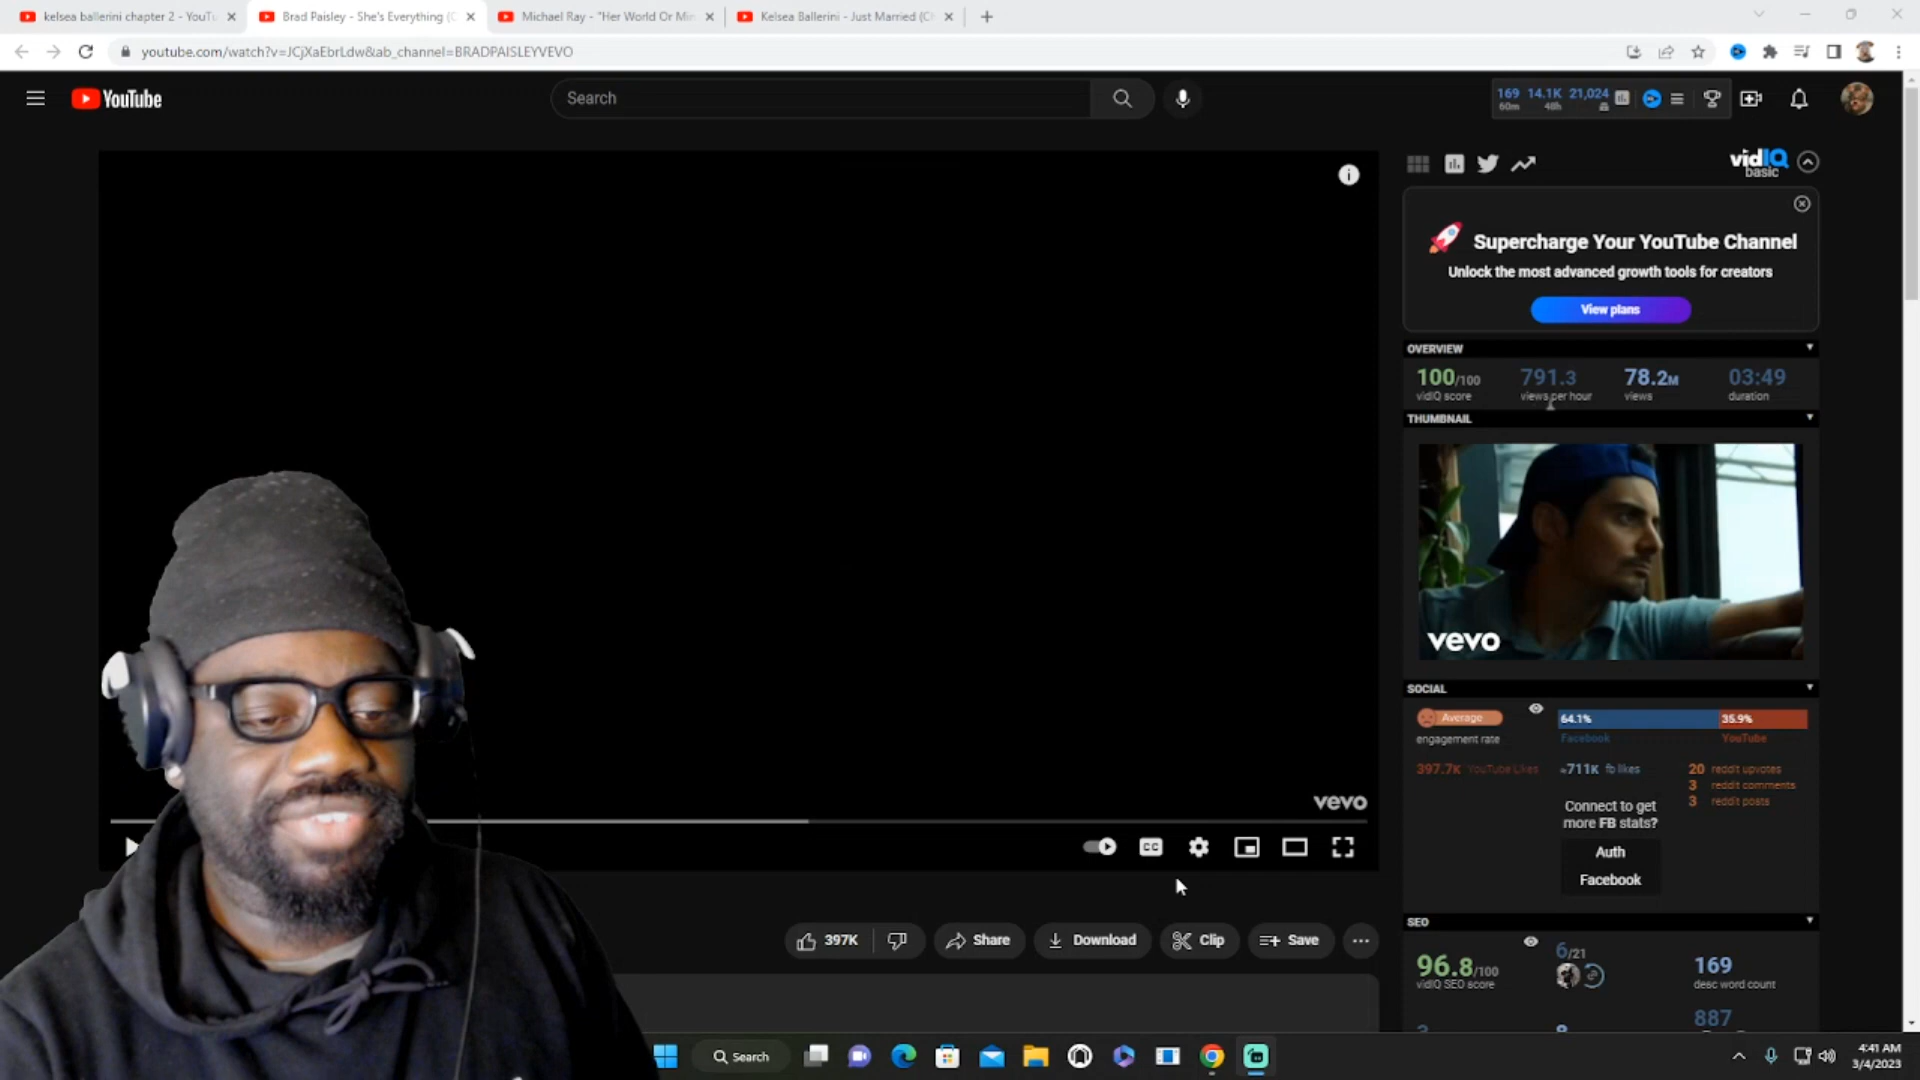 kelsea ballerini chapter 2 - YouTu
Brad Paisley - She's Everything (C
Michael Ray - "Her World Or Min
Kelsea Ballerini - Just Married (C
youtube.com/watch?v=JCjXaEbrLdw&ab_channel=BRADPAISLEYVEVO
YouTube
Search
169 14.1K 21,024
60m 48h
vidIQ
basic
Supercharge Your YouTube Channel
Unlock the most advanced growth tools for creators
View plans
OVERVIEW
100/100 791.3 78.2M 03:49
vidIQ score views per hour views duration
THUMBNAIL
vevo
SOCIAL
Average 64.1% 35.9%
engagement rate Facebook YouTube
397.7K YouTube Likes ≈711K fb likes 20 reddit upvotes
3 reddit comments
3 reddit posts
Connect to get
more FB stats?
Auth
Facebook
vevo
CC
397K Share Download Clip Save
SEO
96.8/100 6/21 169
vidIQ SEO score desc word count
887
Search
4:41 AM
3/4/2023